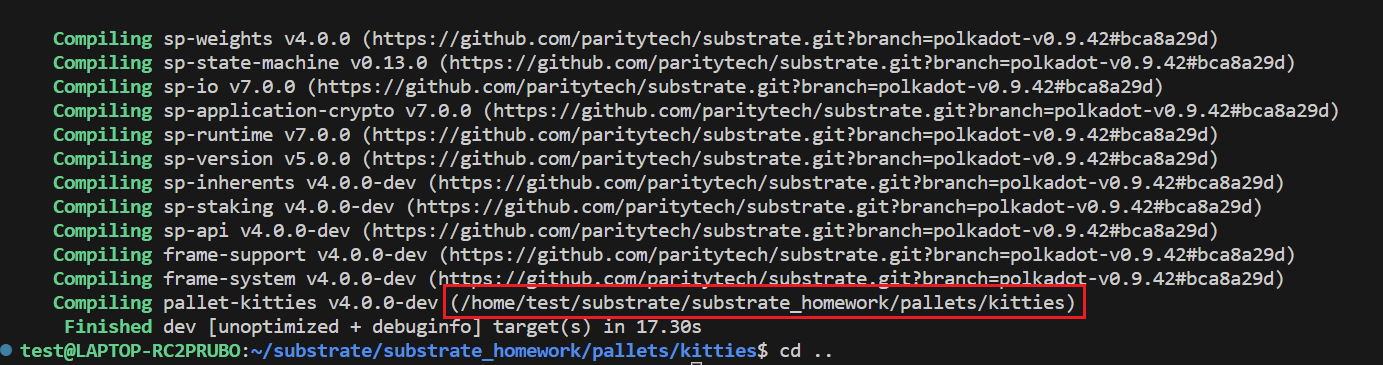 Compiling sp-weights v4.0.0 (https://github.com/paritytech/substrate.git?branch=polkadot-v0.9.42#bca8a29d)
Compiling sp-state-machine v0.13.0 (https://github.com/paritytech/substrate.git?branch=polkadot-v0.9.42#bca8a29d)
Compiling sp-io v7.0.0 (https://github.com/paritytech/substrate.git?branch=polkadot-v0.9.42#bca8a29d)
Compiling sp-application-crypto v7.0.0 (https://github.com/paritytech/substrate.git?branch=polkadot-v0.9.42#bca8a29d)
Compiling sp-runtime v7.0.0 (https://github.com/paritytech/substrate.git?branch=polkadot-v0.9.42#bca8a29d)
Compiling sp-version v5.0.0 (https://github.com/paritytech/substrate.git?branch=polkadot-v0.9.42#bca8a29d)
Compiling sp-inherents v4.0.0-dev (https://github.com/paritytech/substrate.git?branch=polkadot-v0.9.42#bca8a29d)
Compiling sp-staking v4.0.0-dev (https://github.com/paritytech/substrate.git?branch=polkadot-v0.9.42#bca8a29d)
Compiling sp-api v4.0.0-dev (https://github.com/paritytech/substrate.git?branch=polkadot-v0.9.42#bca8a29d)
Compiling frame-support v4.0.0-dev (https://github.com/paritytech/substrate.git?branch=polkadot-v0.9.42#bca8a29d)
Compiling frame-system v4.0.0-dev (https://github.com/paritytech/substrate.git?branch=polkadot-v0.9.42#bca8a29d)
Compiling pallet-kitties v4.0.0-dev (/home/test/substrate/substrate_homework/pallets/kitties)
Finished dev [unoptimized + debuginfo] target(s) in 17.30s
test@LAPTOP-RC2PRUBO:~/substrate/substrate_homework/pallets/kitties$ cd ..